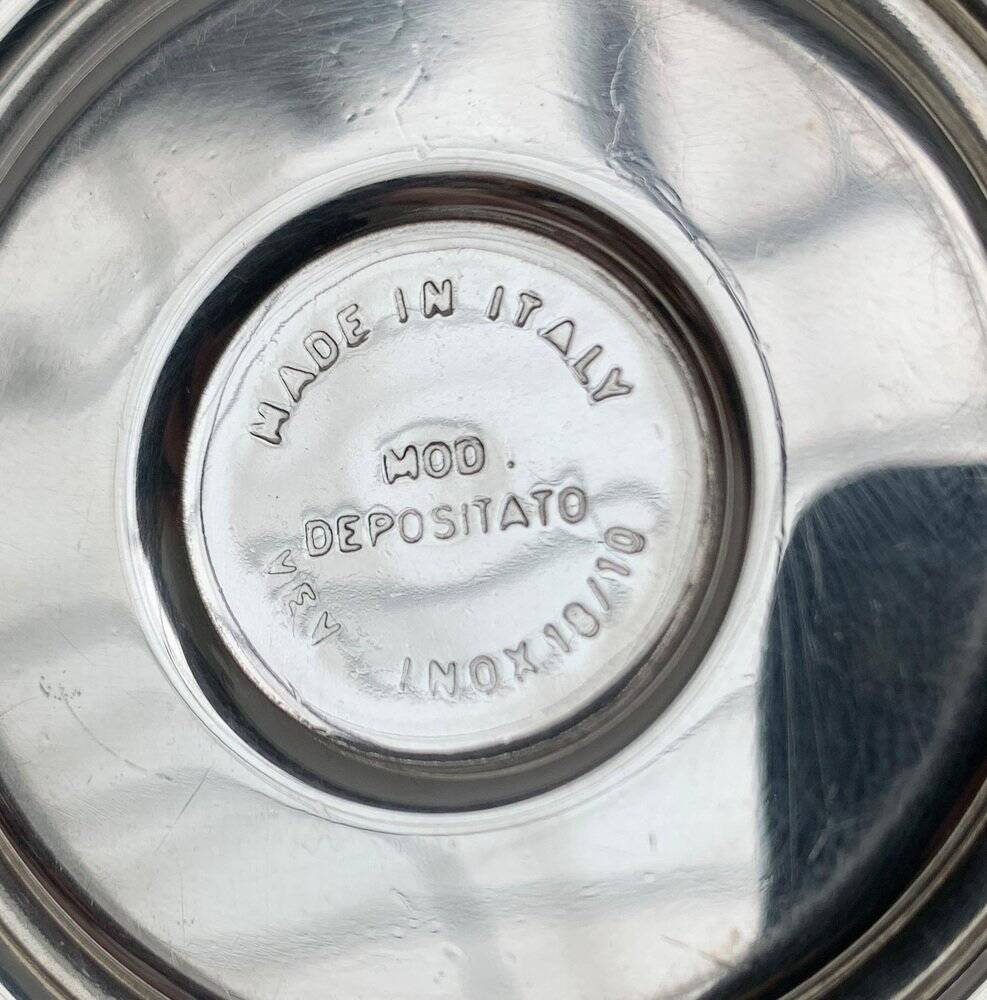 MADE IN ITALY
MOD.
DEPOSITATO
INOX 18/10